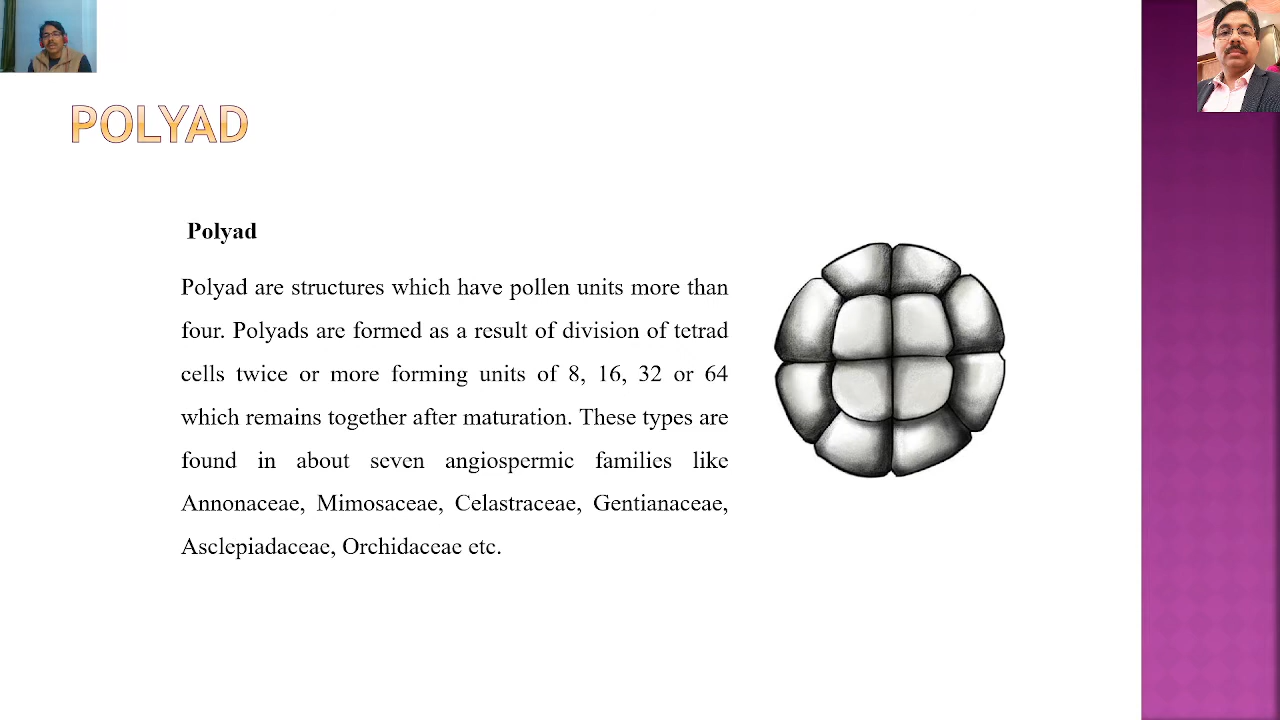 POLYAD
Polyad
Polyad are structures which have pollen units more than
four. Polyads are formed as a result of division of tetrad
cells twice or more forming units of 8, 16, 32 or 64
which remains together after maturation. These types are
found in about seven angiospermic families like
Annonaceae, Mimosaceae, Celastraceae, Gentianaceae,
Asclepiadaceae, Orchidaceae etc.